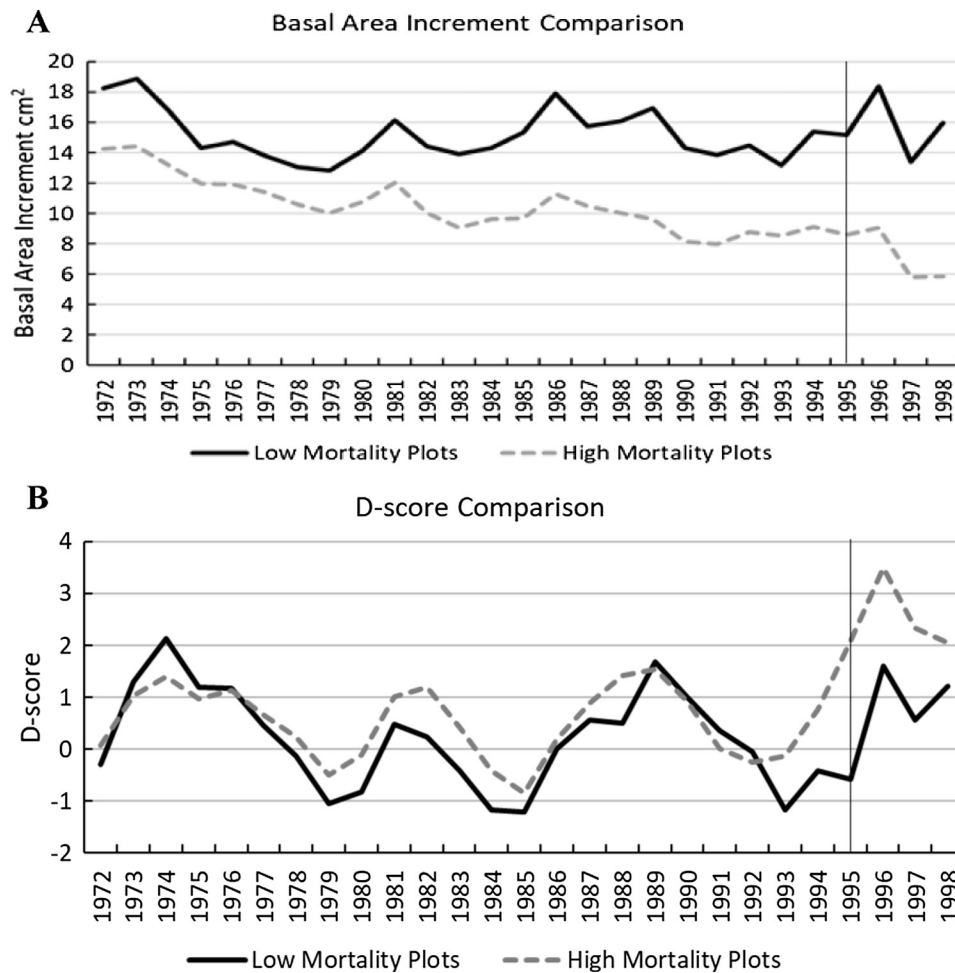 A
Basal Area Increment Comparison
Basal Area Increment cm²
20
18
16
14
12
10
8
6
4
2
0
1972 1973 1974 1975 1976 1977 1978 1979 1980 1981 1982 1983 1984 1985 1986 1987 1988 1989 1990 1991 1992 1993 1994 1995 1996 1997 1998
Low Mortality Plots High Mortality Plots
B
D-score Comparison
D-score
4
3
2
1
0
-1
-2
1972 1973 1974 1975 1976 1977 1978 1979 1980 1981 1982 1983 1984 1985 1986 1987 1988 1989 1990 1991 1992 1993 1994 1995 1996 1997 1998
Low Mortality Plots High Mortality Plots